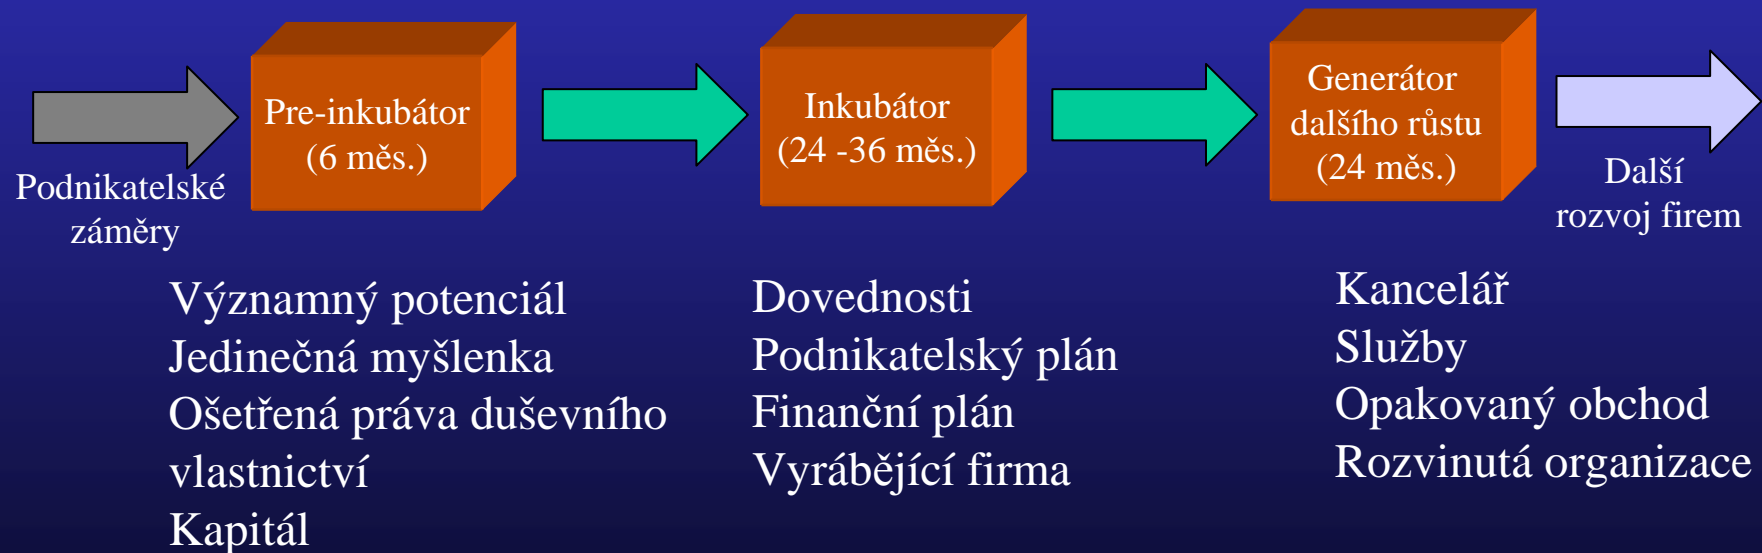 Podnikatelské
záměry
Pre-inkubátor
(6 měs.)
Inkubátor
(24 -36 měs.)
Generátor
dalšího růstu
(24 měs.)
Další
rozvoj firem
Významný potenciál
Jedinečná myšlenka
Ošetřená práva duševního
vlastnictví
Kapitál
Dovednosti
Podnikatelský plán
Finanční plán
Vyrábějící firma
Kancelář
Služby
Opakovaný obchod
Rozvinutá organizace